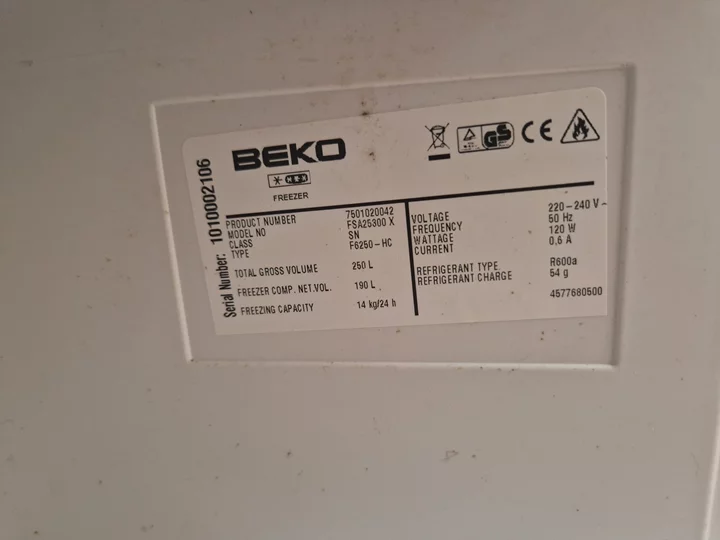 Serial Number: 1010002106
BEKO
FREEZER
GS
CE
PRODUCT NUMBER 7501020042
MODEL NO FSA25300 X
CLASS SN
TYPE F6250-HC
TOTAL GROSS VOLUME 250 L
FREEZER COMP. NET.VOL. 190 L
FREEZING CAPACITY 14 kg/24 h
VOLTAGE 220-240 V~
FREQUENCY 50 Hz
WATTAGE 120 W
CURRENT 0,6 A
REFRIGERANT TYPE R600a
REFRIGERANT CHARGE 54 g
4577680500